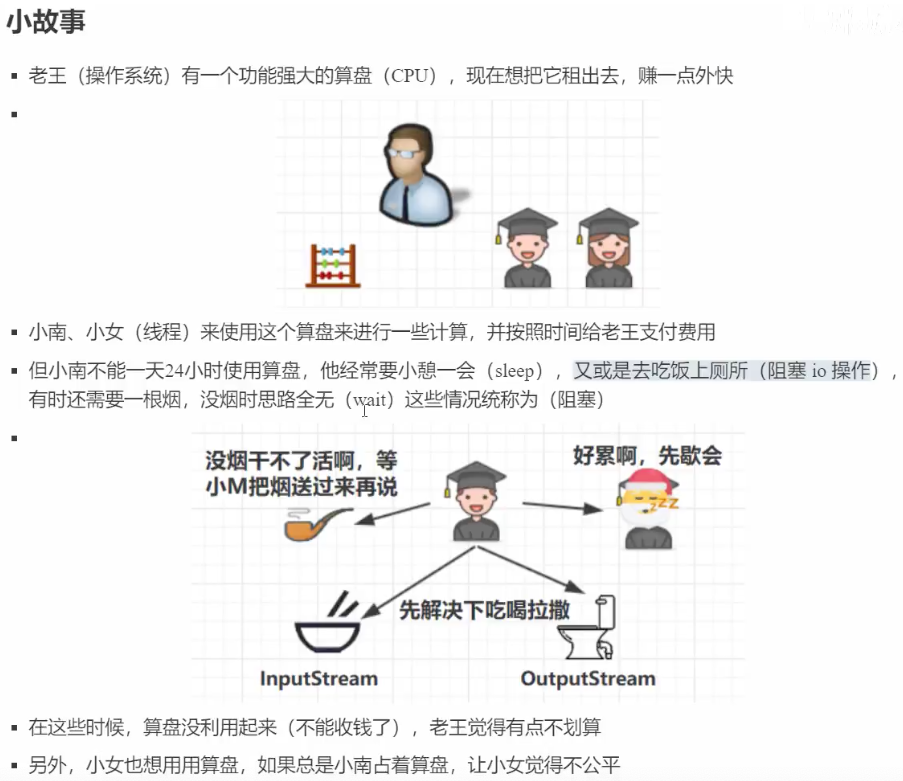 小故事
老王（操作系统）有一个功能强大的算盘（CPU），现在想把它租出去，赚一点外快
小南、小女（线程）来使用这个算盘来进行一些计算，并按照时间给老王支付费用
但小南不能一天24小时使用算盘，他经常要小憩一会（sleep），又或是去吃饭上厕所（阻塞 io 操作），
有时还需要一根烟，没烟时思路全无（wait）这些情况统称为（阻塞）
没烟干不了活啊，等
小M把烟送过来再说
好累啊，先歇会
zzZ
先解决下吃喝拉撒
InputStream
OutputStream
在这些时候，算盘没利用起来（不能收钱了），老王觉得有点不划算
另外，小女也想用用算盘，如果总是小南占着算盘，让小女觉得不公平